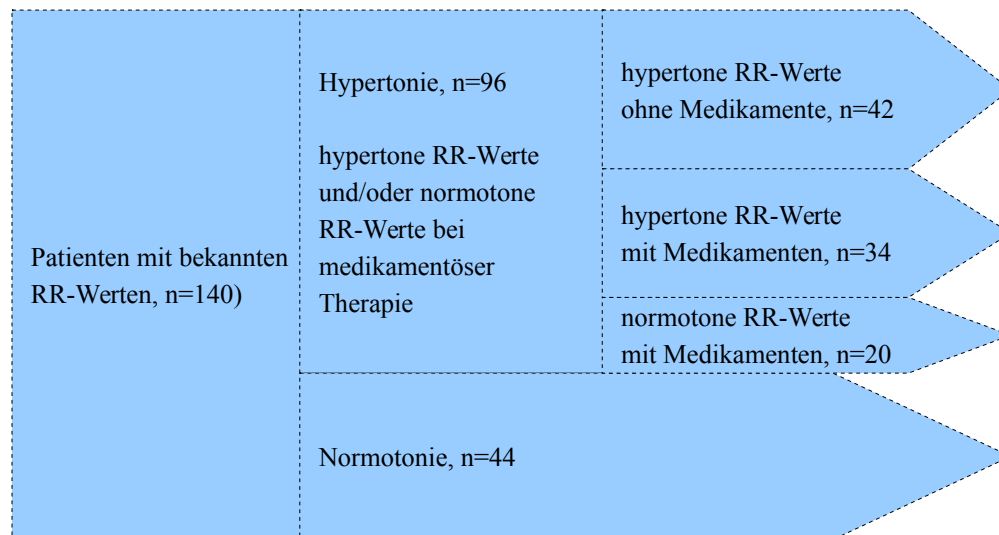 Patienten mit bekannten
RR-Werten, n=140)
Hypertonie, n=96
hypertone RR-Werte
und/oder normotone
RR-Werte bei
medikamentöser
Therapie
hypertone RR-Werte
ohne Medikamente, n=42
hypertone RR-Werte
mit Medikamenten, n=34
normotone RR-Werte
mit Medikamenten, n=20
Normotonie, n=44